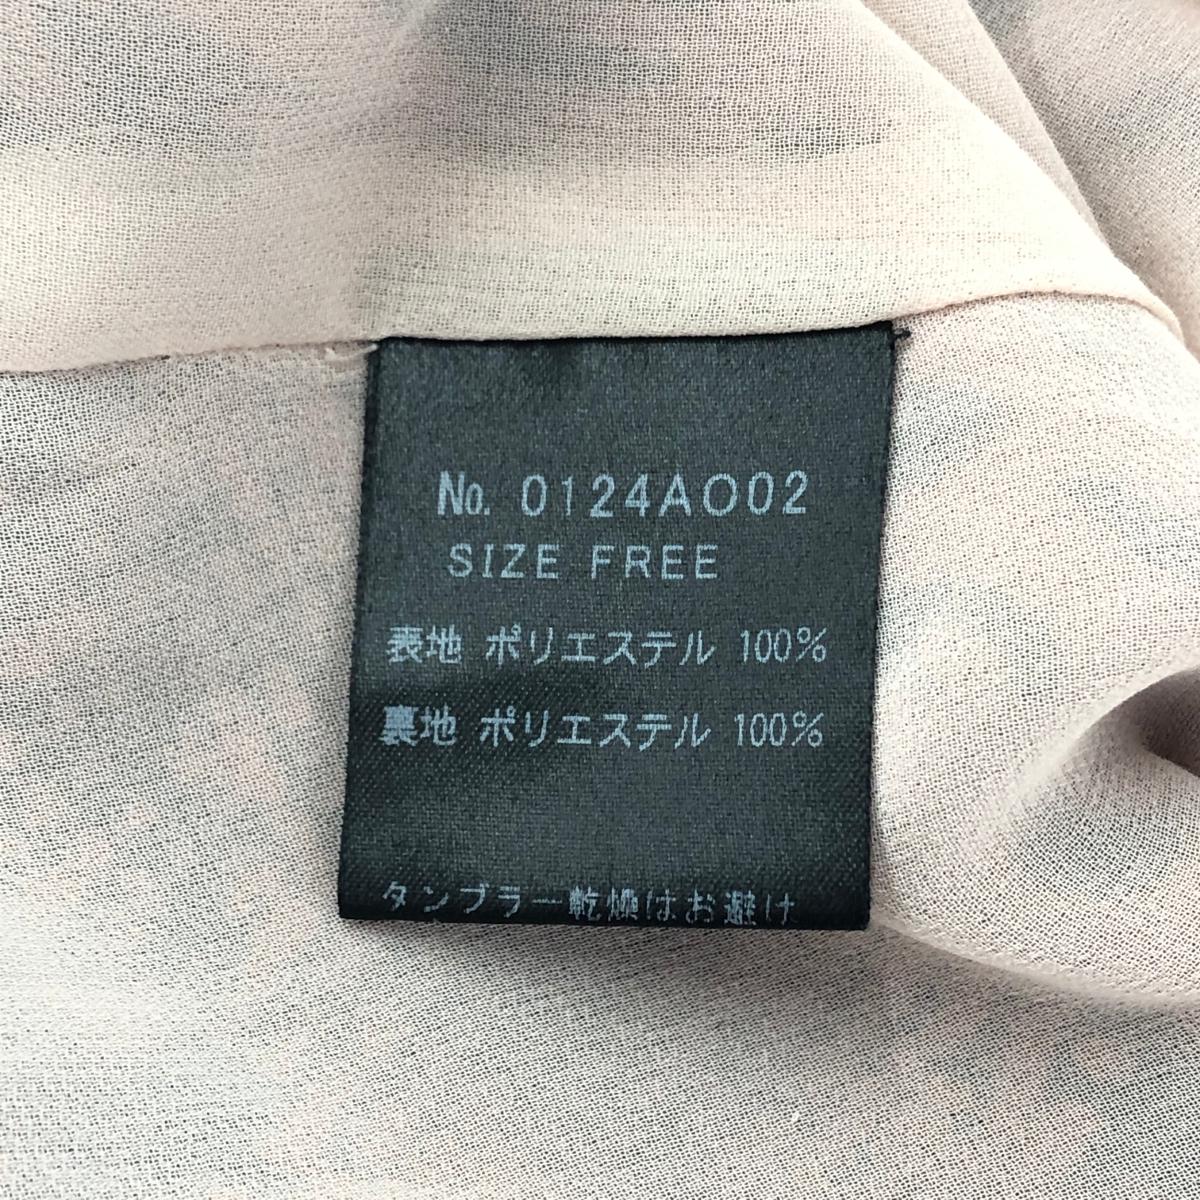 No. 0124AO02
SIZE FREE
表地 ポリエステル 100%
裏地 ポリエステル 100%
タンブラー乾燥はお避け